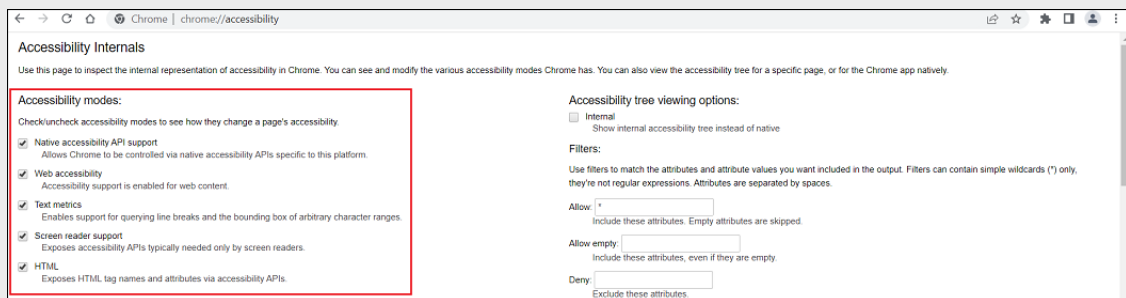 Chrome | chrome://accessibility
Accessibility Internals
Use this page to inspect the internal representation of accessibility in Chrome. You can see and modify the various accessibility modes Chrome has. You can also view the accessibility tree for a specific page, or for the Chrome app natively.
Accessibility modes:
Check/uncheck accessibility modes to see how they change a page's accessibility.
Native accessibility API support
Allows Chrome to be controlled via native accessibility APIs specific to this platform.
Web accessibility
Accessibility support is enabled for web content.
Text metrics
Enables support for querying line breaks and the bounding box of arbitrary character ranges.
Screen reader support
Exposes accessibility APIs typically needed only by screen readers.
HTML
Exposes HTML tag names and attributes via accessibility APIs.
Accessibility tree viewing options:
Internal
Show internal accessibility tree instead of native
Filters:
Use filters to match the attributes and attribute values you want included in the output. Filters can contain simple wildcards (*) only,
they're not regular expressions. Attributes are separated by spaces.
Allow: *
Include these attributes. Empty attributes are skipped.
Allow empty:
Include these attributes, even if they are empty.
Deny:
Exclude these attributes.